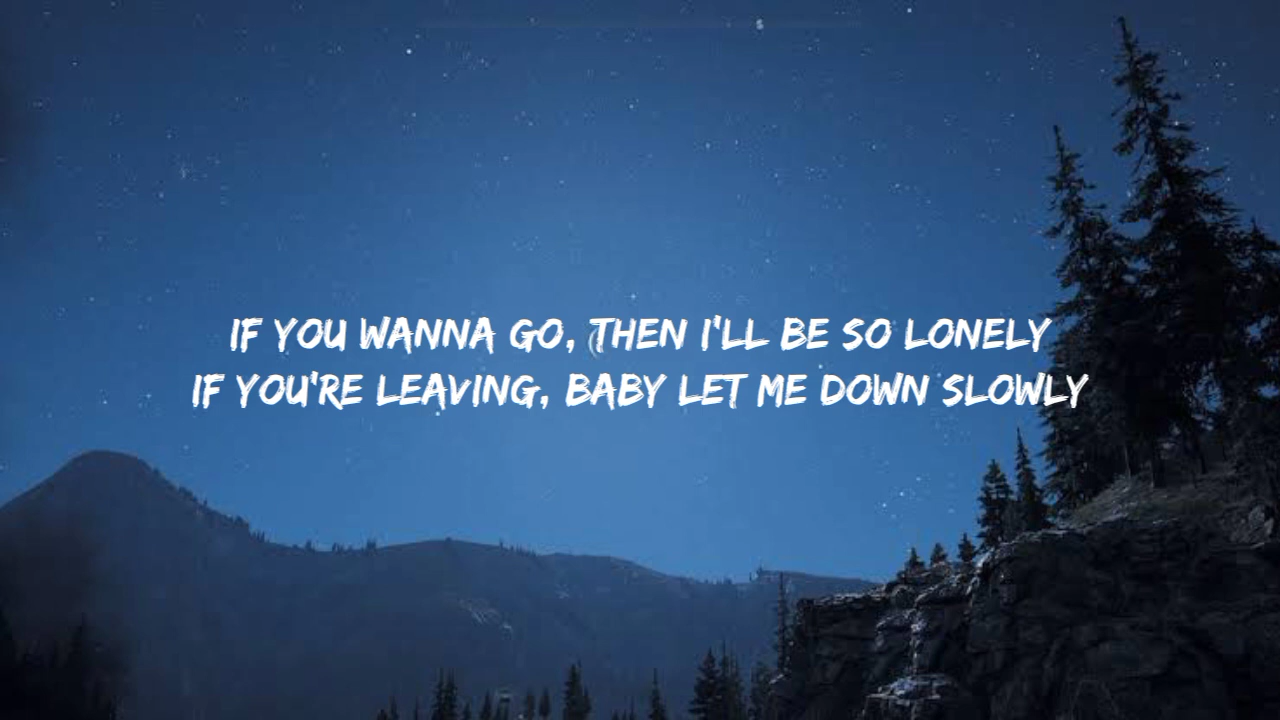 IF YOU WANNA GO, THEN I'LL BE SO LONELY
IF YOU'RE LEAVING, BABY LET ME DOWN SLOWLY